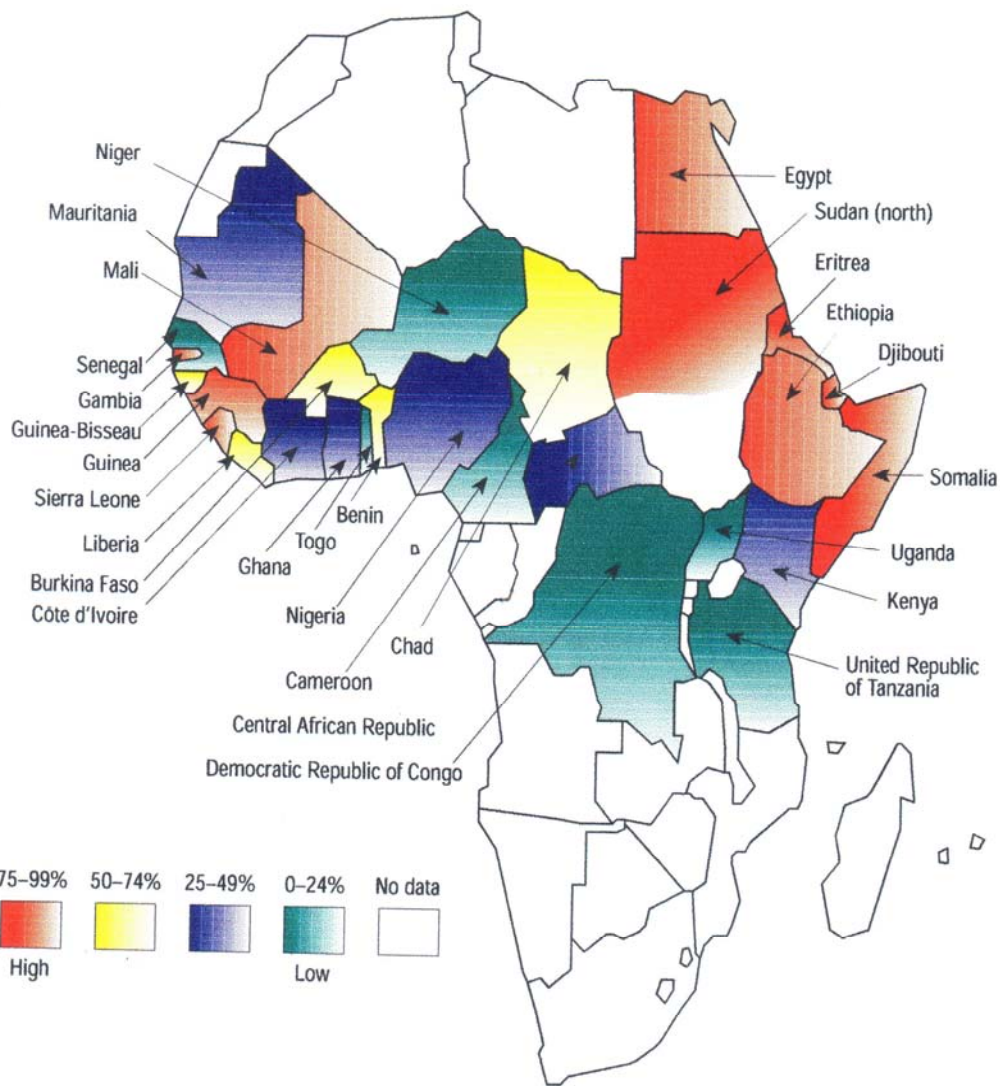 Niger
Mauritania
Mali
Senegal
Gambia
Guinea-Bisseau
Guinea
Sierra Leone
Liberia
Burkina Faso
Côte d'Ivoire
Ghana
Togo
Benin
Nigeria
Cameroon
Chad
Central African Republic
Democratic Republic of Congo
Egypt
Sudan (north)
Eritrea
Ethiopia
Djibouti
Somalia
Uganda
Kenya
United Republic
of Tanzania
75–99% 50–74% 25–49% 0–24% No data
High Low